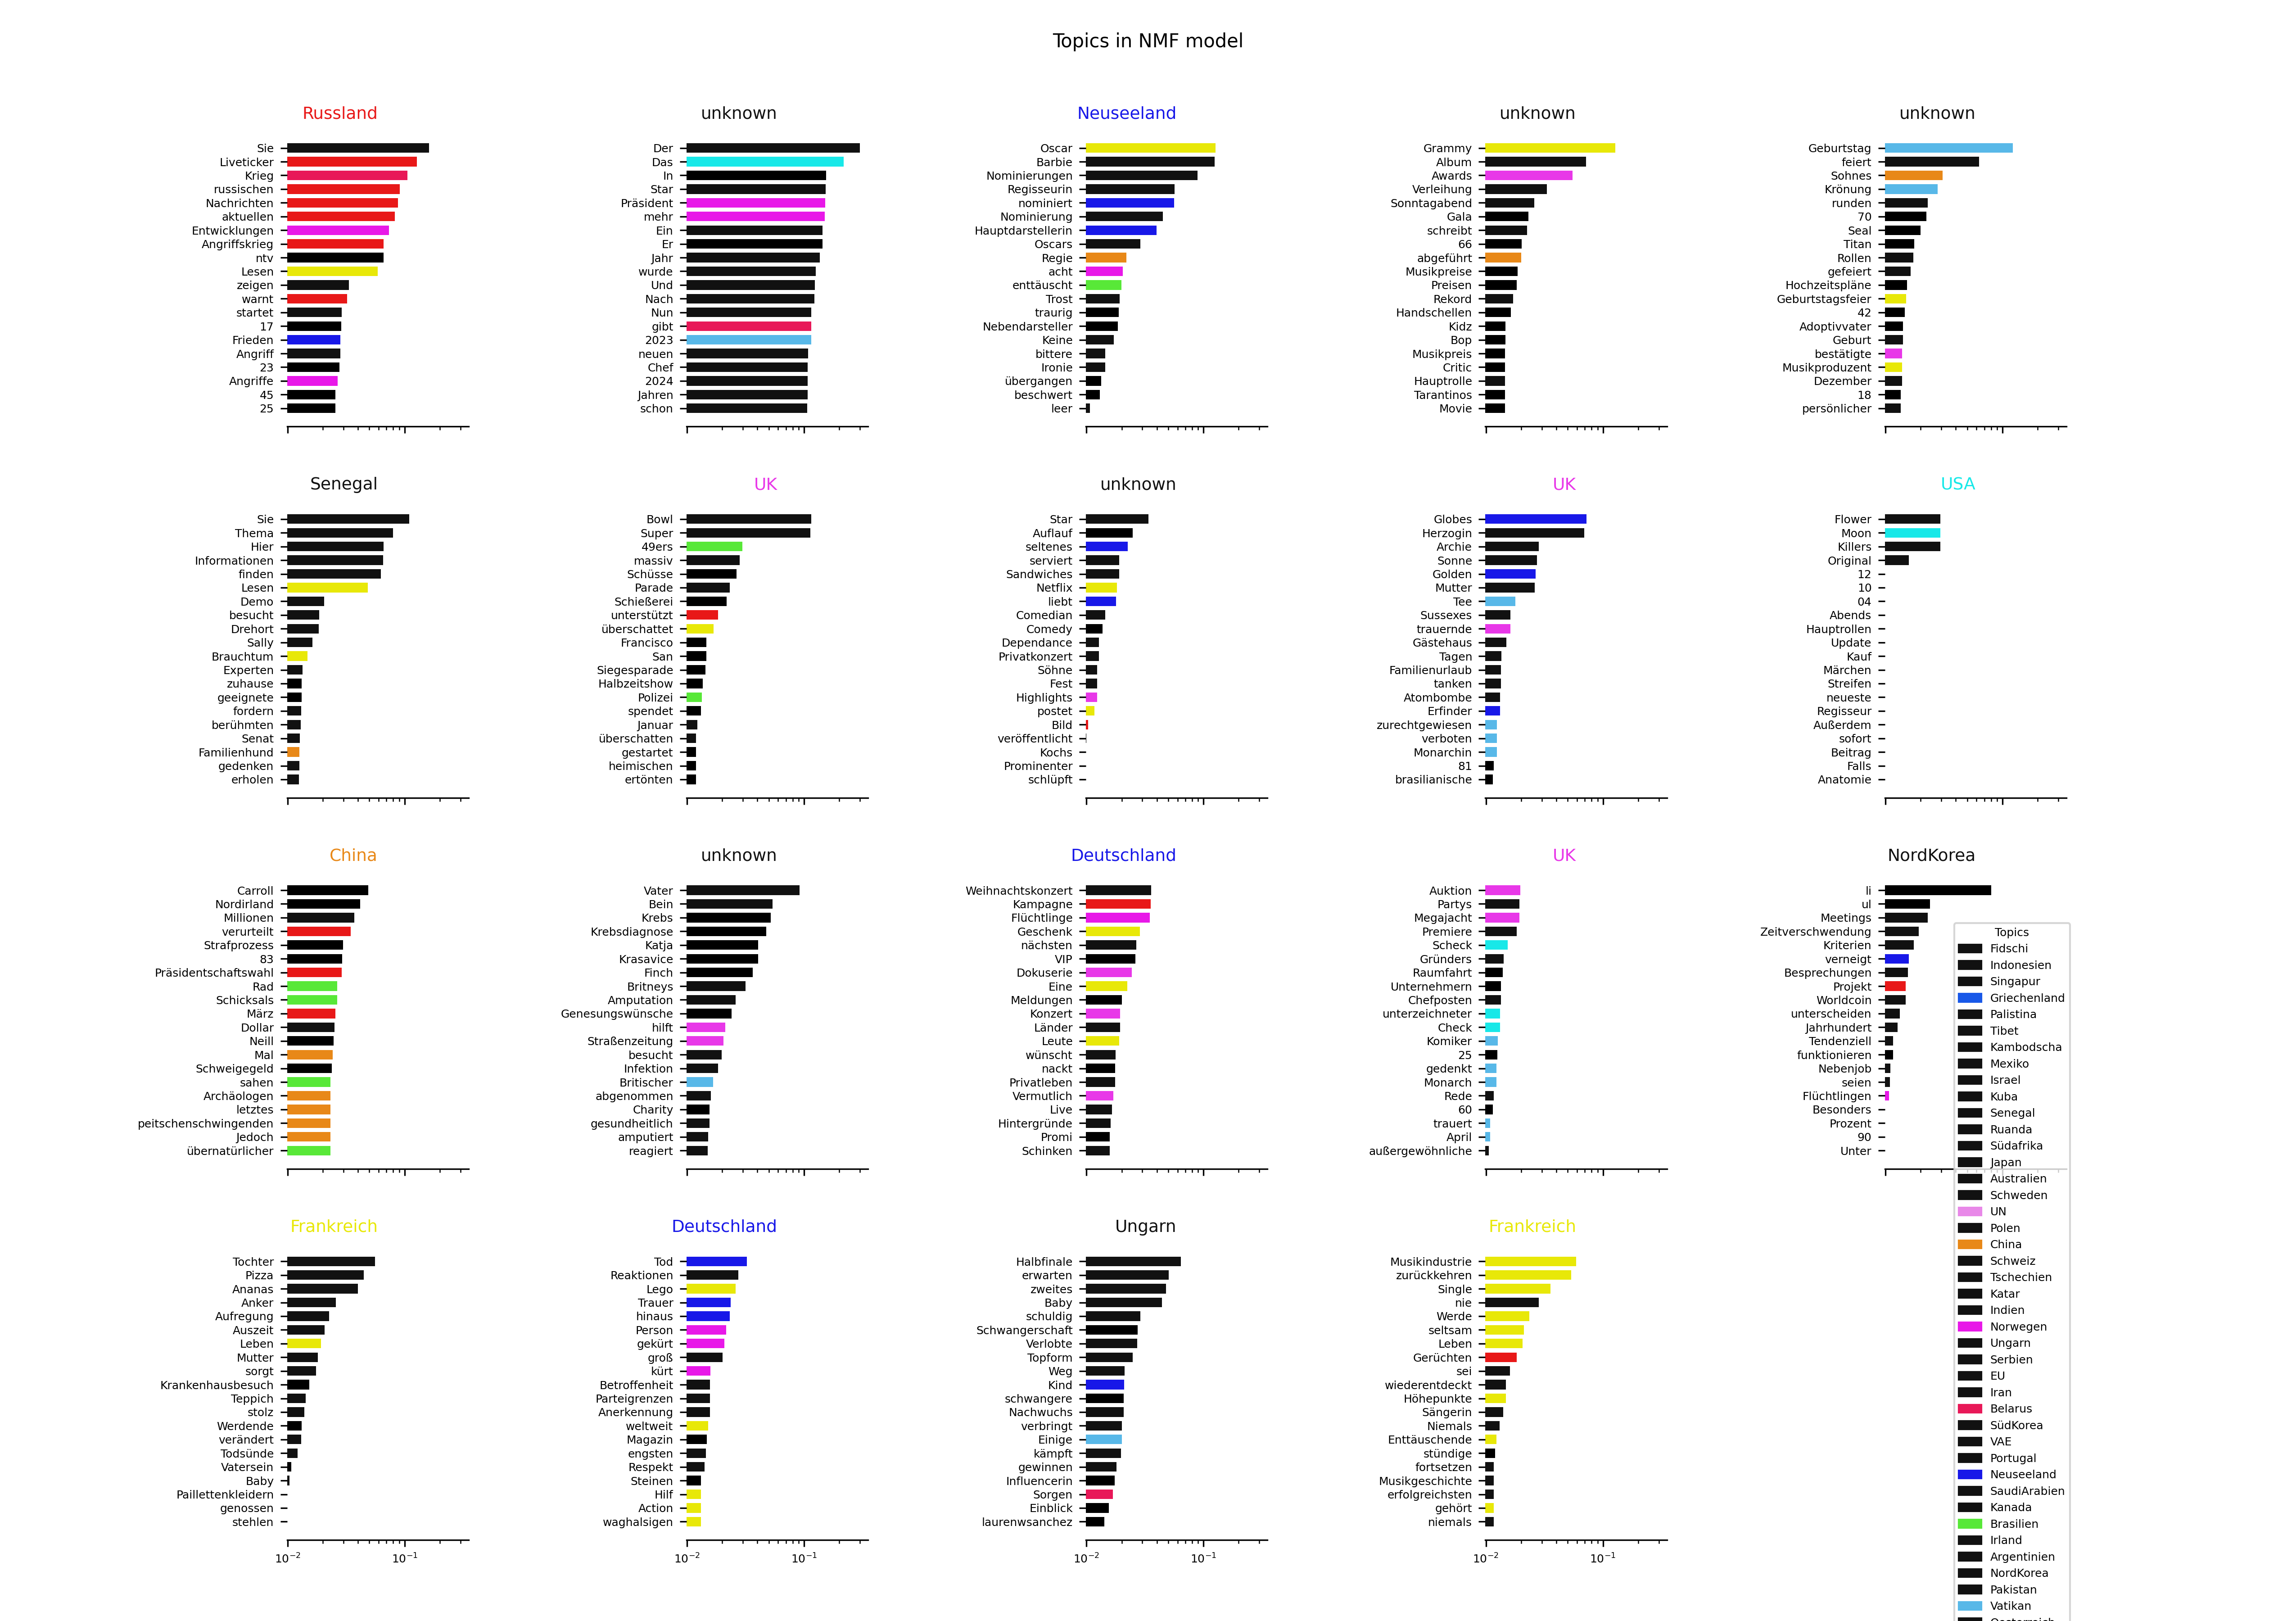 Topics in NMF model
Russland
Sie
Liveticker
Krieg
russischen
Nachrichten
aktuellen
Entwicklungen
Angriffskrieg
ntv
Lesen
zeigen
warnt
startet
17
Frieden
Angriff
23
Angriffe
45
25
unknown
Der
Das
In
Star
Präsident
mehr
Ein
Er
Jahr
wurde
Und
Nach
Nun
gibt
2023
neuen
Chef
2024
Jahren
schon
Neuseeland
Oscar
Barbie
Nominierungen
Regisseurin
nominiert
Nominierung
Hauptdarstellerin
Oscars
Regie
acht
enttäuscht
Trost
traurig
Nebendarsteller
Keine
bittere
Ironie
übergangen
beschwert
leer
unknown
Grammy
Album
Awards
Verleihung
Sonntagabend
Gala
schreibt
66
abgeführt
Musikpreise
Preisen
Rekord
Handschellen
Kidz
Bop
Musikpreis
Critic
Hauptrolle
Tarantinos
Movie
unknown
Geburtstag
feiert
Sohnes
Krönung
runden
70
Seal
Titan
Rollen
gefeiert
Hochzeitspläne
Geburtstagsfeier
42
Adoptivvater
Geburt
bestätigte
Musikproduzent
Dezember
18
persönlicher
Senegal
Sie
Thema
Hier
Informationen
finden
Lesen
Demo
besucht
Drehort
Sally
Brauchtum
Experten
zuhause
geeignete
fordern
berühmten
Senat
Familienhund
gedenken
erholen
UK
Bowl
Super
49ers
massiv
Schüsse
Parade
Schießerei
unterstützt
überschattet
Francisco
San
Siegesparade
Halbzeitshow
Polizei
spendet
Januar
überschatten
gestartet
heimischen
ertönten
unknown
Star
Auflauf
seltenes
serviert
Sandwiches
Netflix
liebt
Comedian
Comedy
Dependance
Privatkonzert
Söhne
Fest
Highlights
postet
Bild
veröffentlicht
Kochs
Prominenter
schlüpft
UK
Globes
Herzogin
Archie
Sonne
Golden
Mutter
Tee
Sussexes
trauernde
Gästehaus
Tagen
Familienurlaub
tanken
Atombombe
Erfinder
zurechtgewiesen
verboten
Monarchin
81
brasilianische
USA
Flower
Moon
Killers
Original
12
10
04
Abends
Hauptrollen
Update
Kauf
Märchen
Streifen
neueste
Regisseur
Außerdem
sofort
Beitrag
Falls
Anatomie
China
Carroll
Nordirland
Millionen
verurteilt
Strafprozess
83
Präsidentschaftswahl
Rad
Schicksals
März
Dollar
Neill
Mal
Schweigegeld
sahen
Archäologen
letztes
peitschenschwingenden
Jedoch
übernatürlicher
unknown
Vater
Bein
Krebs
Krebsdiagnose
Katja
Krasavice
Finch
Britneys
Amputation
Genesungswünsche
hilft
Straßenzeitung
besucht
Infektion
Britischer
abgenommen
Charity
gesundheitlich
amputiert
reagiert
Deutschland
Weihnachtskonzert
Kampagne
Flüchtlinge
Geschenk
nächsten
VIP
Dokuserie
Eine
Meldungen
Konzert
Länder
Leute
wünscht
nackt
Privatleben
Vermutlich
Live
Hintergründe
Promi
Schinken
UK
Auktion
Partys
Megajacht
Premiere
Scheck
Gründers
Raumfahrt
Unternehmern
Chefposten
unterzeichneter
Check
Komiker
25
gedenkt
Monarch
Rede
60
trauert
April
außergewöhnliche
NordKorea
li
ul
Meetings
Zeitverschwendung
Kriterien
verneigt
Besprechungen
Projekt
Worldcoin
unterscheiden
Jahrhundert
Tendenziell
funktionieren
Nebenjob
seien
Flüchtlingen
Besonders
Prozent
90
Unter
Frankreich
Tochter
Pizza
Ananas
Anker
Aufregung
Auszeit
Leben
Mutter
sorgt
Krankenhausbesuch
Teppich
stolz
Werdende
verändert
Todsünde
Vatersein
Baby
Paillettenkleidern
genossen
stehlen
10⁻² 10⁻¹
Deutschland
Tod
Reaktionen
Lego
Trauer
hinaus
Person
gekürt
groß
kürt
Betroffenheit
Parteigrenzen
Anerkennung
weltweit
Magazin
engsten
Respekt
Steinen
Hilf
Action
waghalsigen
10⁻² 10⁻¹
Ungarn
Halbfinale
erwarten
zweites
Baby
schuldig
Schwangerschaft
Verlobte
Topform
Weg
Kind
schwangere
Nachwuchs
verbringt
Einige
kämpft
gewinnen
Influencerin
Sorgen
Einblick
laurenwsanchez
10⁻² 10⁻¹
Frankreich
Musikindustrie
zurückkehren
Single
nie
Werde
seltsam
Leben
Gerüchten
sei
wiederentdeckt
Höhepunkte
Sängerin
Niemals
Enttäuschende
stündige
fortsetzen
Musikgeschichte
erfolgreichsten
gehört
niemals
10⁻² 10⁻¹
Topics
Fidschi
Indonesien
Singapur
Griechenland
Palistina
Tibet
Kambodscha
Mexiko
Israel
Kuba
Senegal
Ruanda
Südafrika
Japan
Australien
Schweden
UN
Polen
China
Schweiz
Tschechien
Katar
Indien
Norwegen
Ungarn
Serbien
EU
Iran
Belarus
SüdKorea
VAE
Portugal
Neuseeland
SaudiArabien
Kanada
Brasilien
Irland
Argentinien
NordKorea
Pakistan
Vatikan